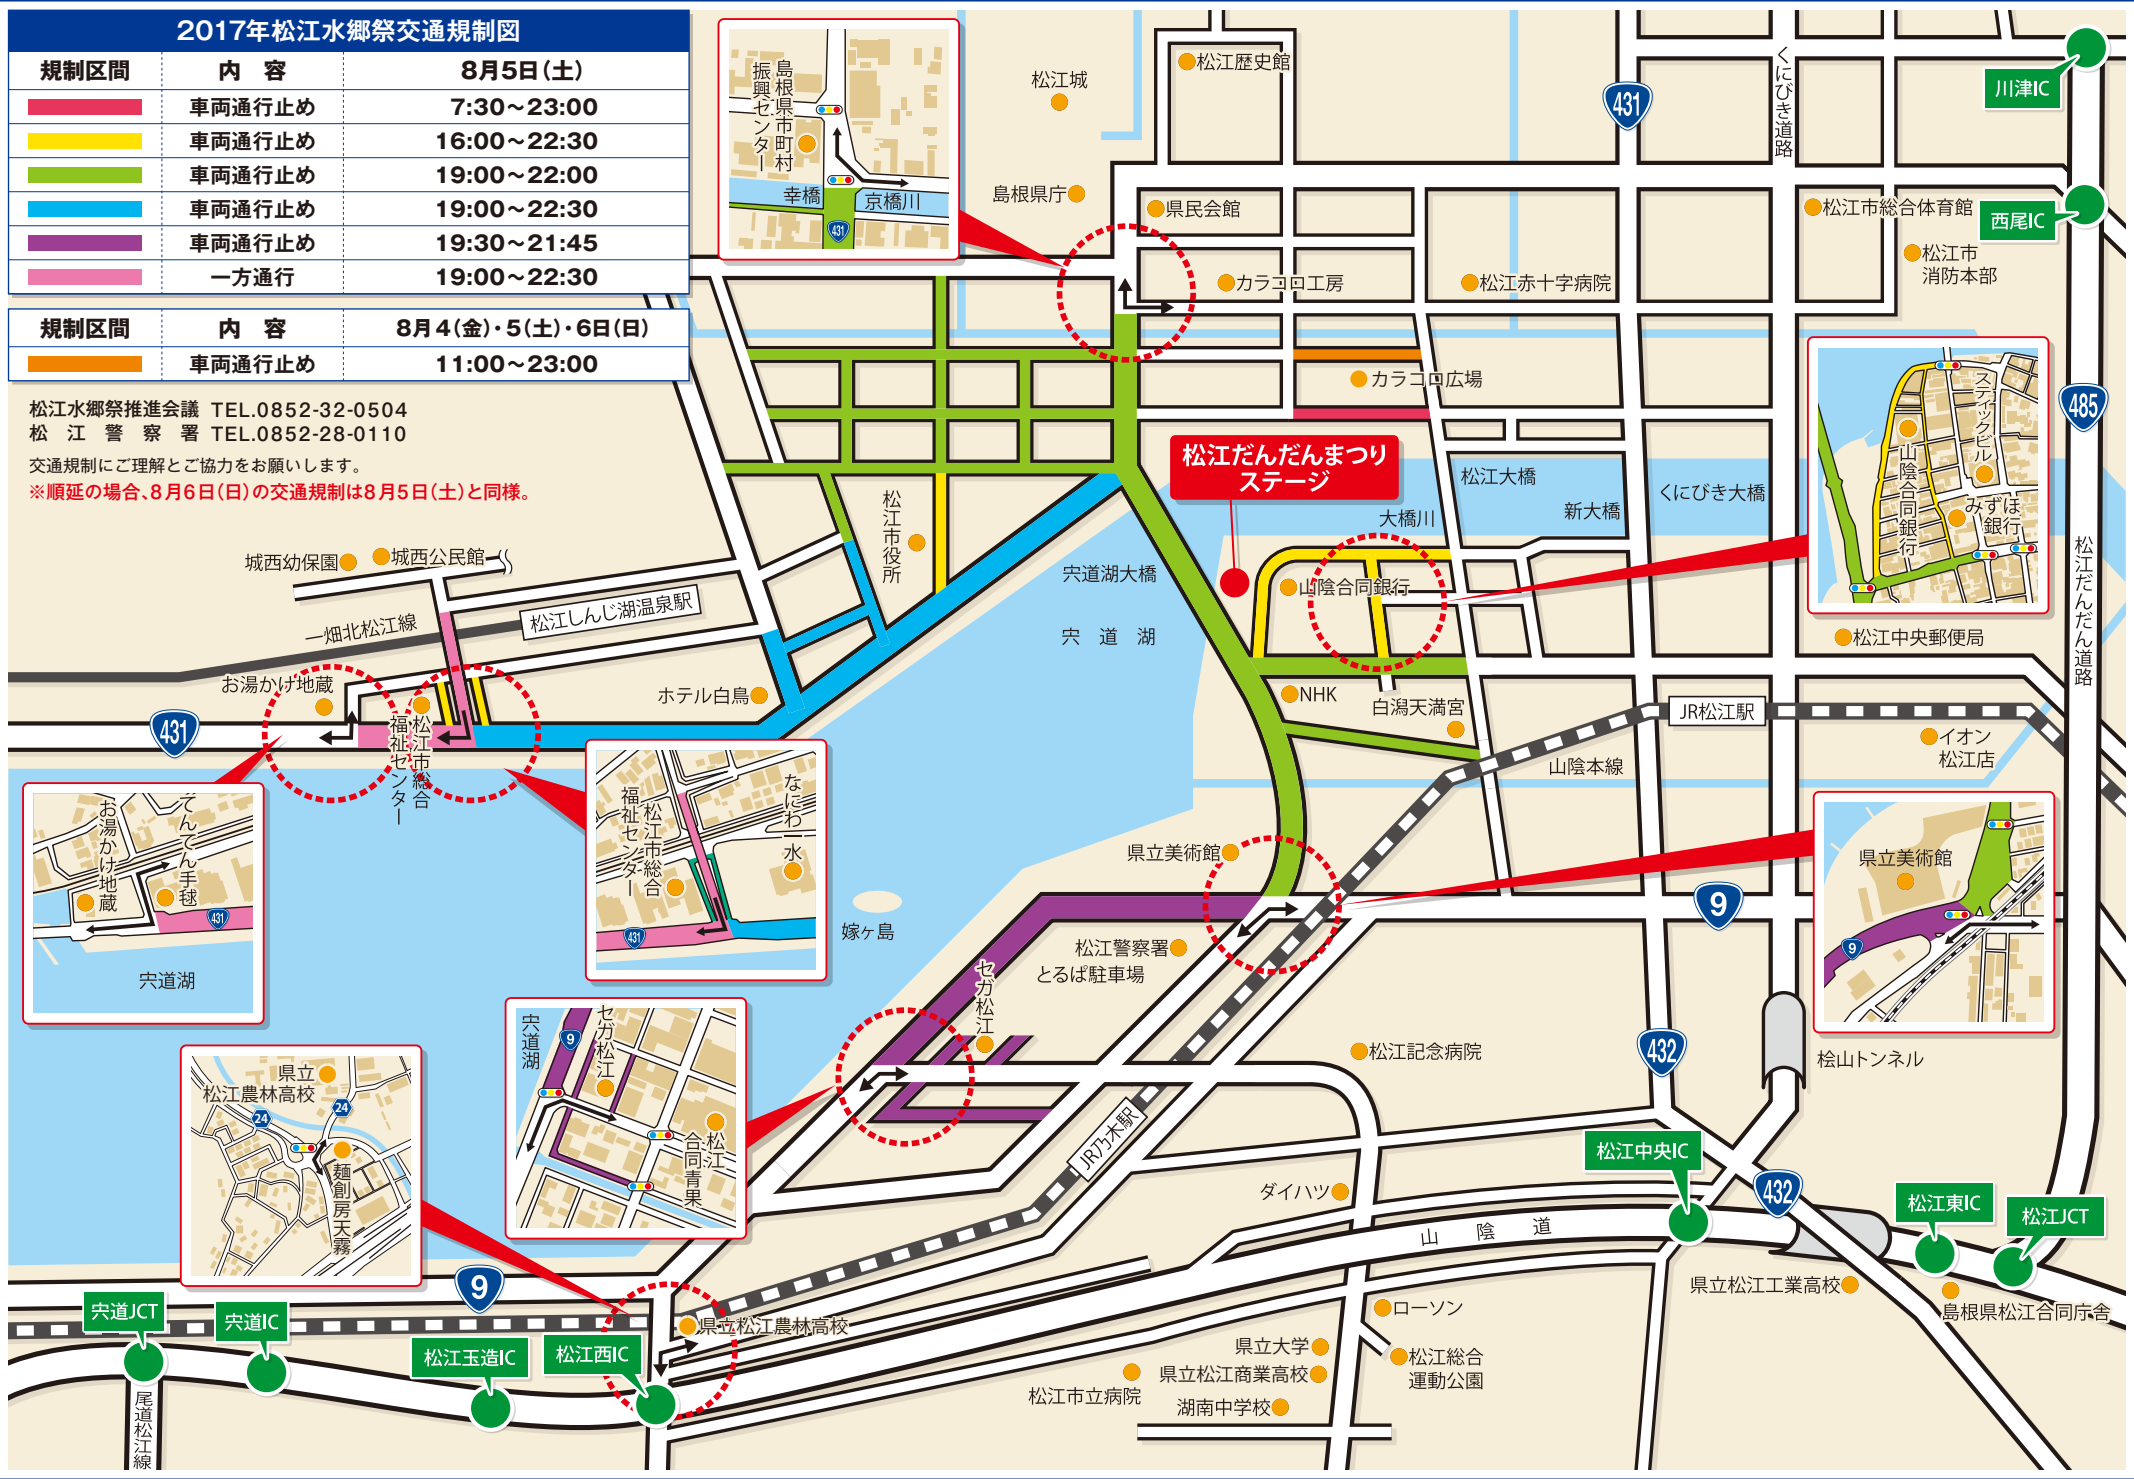 2017年松江水郷祭交通規制図
規制区間 内 容 8月5日(土)
車両通行止め 7:30〜23:00
車両通行止め 16:00〜22:30
車両通行止め 19:00〜22:00
車両通行止め 19:00〜22:30
車両通行止め 19:30〜21:45
一方通行 19:00〜22:30
規制区間 内 容 8月4(金)・5(土)・6日(日)
車両通行止め 11:00〜23:00
松江水郷祭推進会議 TEL.0852-32-0504
松江警察署 TEL.0852-28-0110
交通規制にご理解とご協力をお願いします。
※順延の場合、8月6日(日)の交通規制は8月5日(土)と同様。
島根県市町村
振興センター
幸橋
京橋川
431
松江城
松江歴史館
島根県庁
県民会館
カラコロ工房
松江赤十字病院
431
くにびき道路
川津IC
西尾IC
松江市総合体育館
松江市
消防本部
カラコロ広場
松江だんだんまつり
ステージ
松江大橋
大橋川
新大橋
くにびき大橋
485
松江だんだん道路
スティックビル
山陰合同銀行
みずほ
銀行
松江中央郵便局
松江市役所
城西幼保園
城西公民館
一畑北松江線
松江しんじ湖温泉駅
お湯かけ地蔵
431
松江市総合
福祉センター
ホテル白鳥
宍道湖大橋
宍道湖
山陰合同銀行
NHK
白潟天満宮
JR松江駅
山陰本線
イオン
松江店
てんてん手毬
お湯かけ地蔵
431
宍道湖
松江市総合
福祉センター
なにわ一水
431
県立美術館
嫁ヶ島
松江警察署
とるぱ駐車場
セガ松江
9
県立美術館
9
432
桧山トンネル
松江記念病院
宍道湖
9
セガ松江
松江
合同青果
県立
松江農林高校
24
24
麺創房天霧
JR乃木駅
ダイハツ
松江中央IC
432
松江東IC
松江JCT
山陰道
県立松江工業高校
島根県松江合同庁舎
9
宍道JCT
宍道IC
松江玉造IC
松江西IC
県立松江農林高校
尾道松江線
ローソン
県立大学
松江総合
運動公園
県立松江商業高校
松江市立病院
湖南中学校